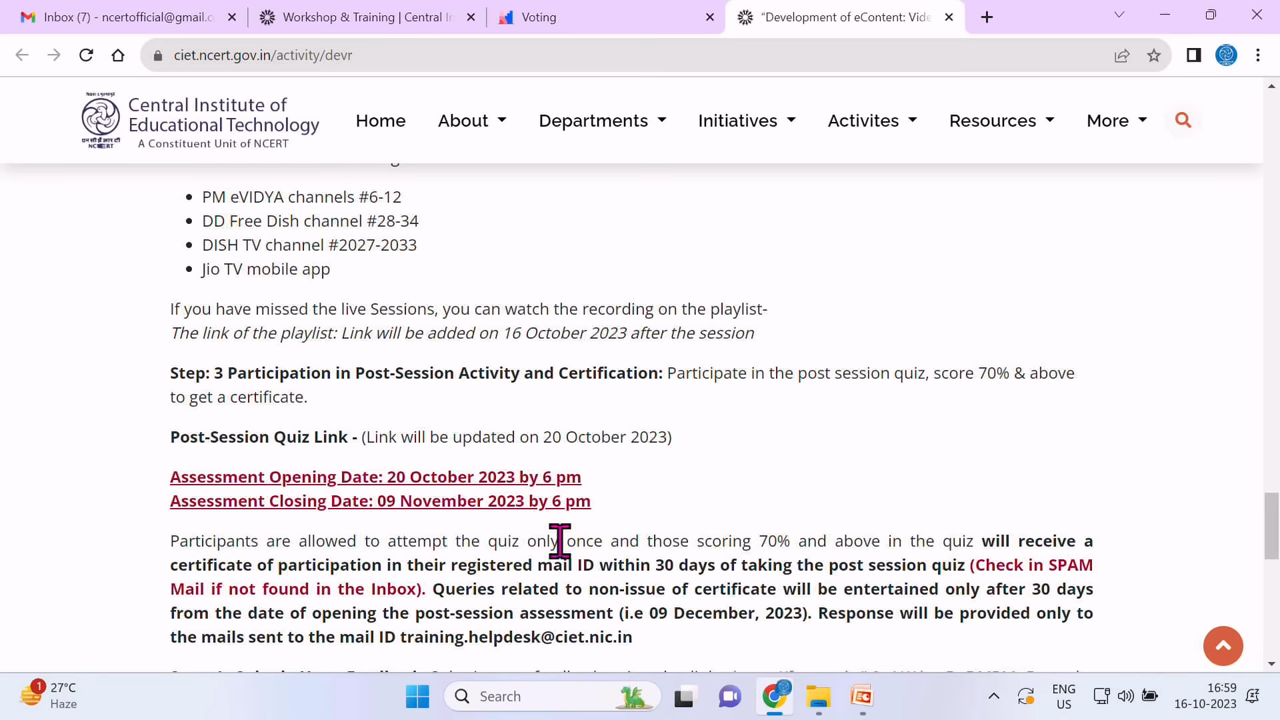 Inbox (7) - ncertofficial@gmail.c
Workshop & Training | Central In
Voting
"Development of eContent: Vide
ciet.ncert.gov.in/activity/devr
Central Institute of
Educational Technology
A Constituent Unit of NCERT
Home
About
Departments
Initiatives
Activites
Resources
More
PM eVIDYA channels #6-12
DD Free Dish channel #28-34
DISH TV channel #2027-2033
Jio TV mobile app
If you have missed the live Sessions, you can watch the recording on the playlist-
The link of the playlist: Link will be added on 16 October 2023 after the session
Step: 3 Participation in Post-Session Activity and Certification: Participate in the post session quiz, score 70% & above
to get a certificate.
Post-Session Quiz Link - (Link will be updated on 20 October 2023)
Assessment Opening Date: 20 October 2023 by 6 pm
Assessment Closing Date: 09 November 2023 by 6 pm
Participants are allowed to attempt the quiz only once and those scoring 70% and above in the quiz will receive a
certificate of participation in their registered mail ID within 30 days of taking the post session quiz (Check in SPAM
Mail if not found in the Inbox). Queries related to non-issue of certificate will be entertained only after 30 days
from the date of opening the post-session assessment (i.e 09 December, 2023). Response will be provided only to
the mails sent to the mail ID training.helpdesk@ciet.nic.in
1
27°C
Haze
Search
ENG
US
16:59
16-10-2023